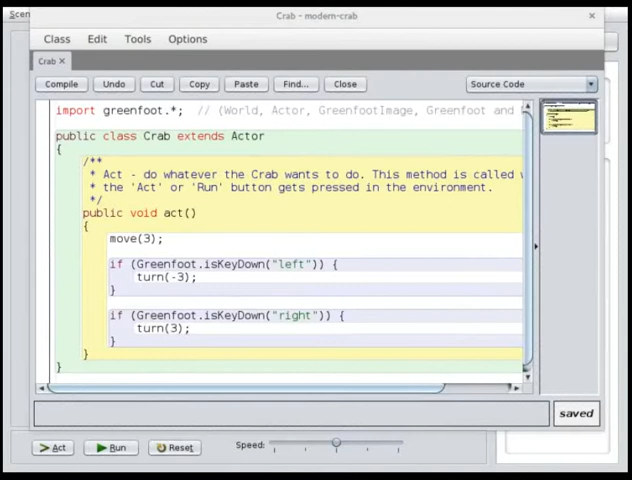 Scen
Crab - modern-crab
Class Edit Tools Options
Crab
Compile Undo Cut Copy Paste Find... Close Source Code
import greenfoot.*;  // (World, Actor, GreenfootImage, Greenfoot and
public class Crab extends Actor
{
/**
* Act - do whatever the Crab wants to do. This method is called
* the 'Act' or 'Run' button gets pressed in the environment.
*/
public void act()
{
move(3);
if (Greenfoot.isKeyDown("left")) {
turn(-3);
}
if (Greenfoot.isKeyDown("right")) {
turn(3);
}
}
}
saved
Act Run Reset Speed: